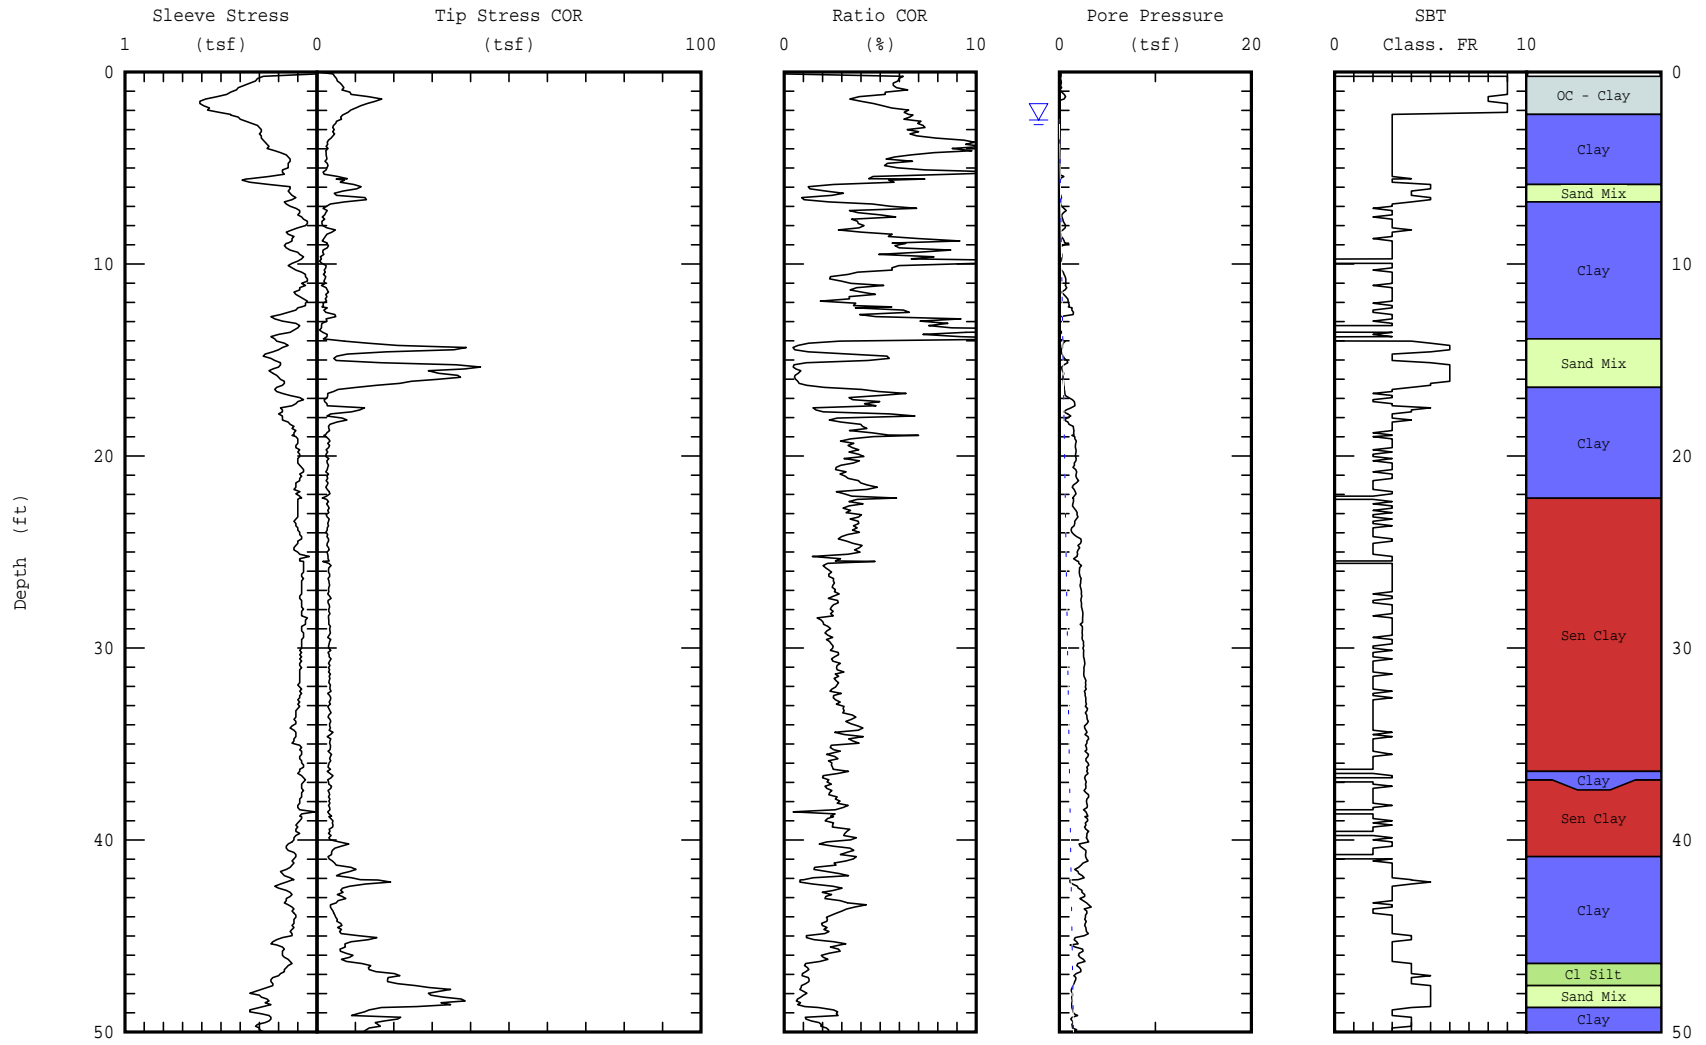 Sleeve Stress Tip Stress COR Ratio COR Pore Pressure SBT
1 (tsf) 0 (tsf) 100 0 (%) 10 0 (tsf) 20 0 Class. FR 10
0 0
OC - Clay
Clay
Sand Mix
10 Clay 10
Sand Mix
Clay
20 20
Depth (ft)
Sen Clay
30 30
Clay
Sen Clay
40 40
Clay
Cl Silt
Sand Mix
Clay
50 50